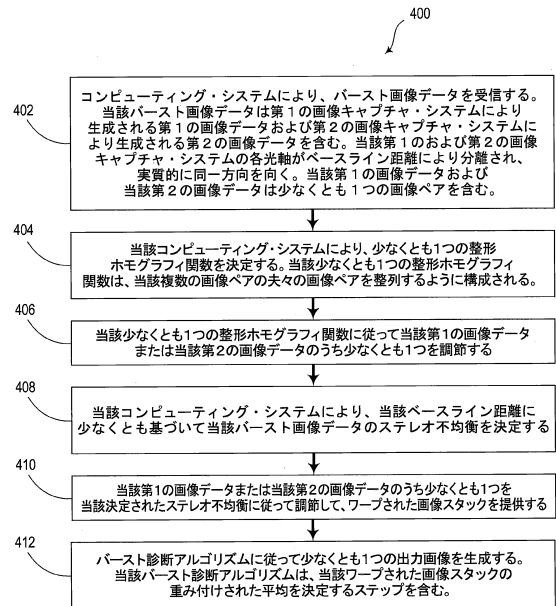 400
402
コンピューティング・システムにより、バースト画像データを受信する。
当該バースト画像データは第１の画像キャプチャ・システムにより
生成される第１の画像データおよび第２の画像キャプチャ・システムに
より生成される第２の画像データを含む。当該第１のおよび第２の画像
キャプチャ・システムの各光軸がベースライン距離により分離され、
実質的に同一方向を向く。当該第１の画像データおよび
当該第２の画像データは少なくとも１つの画像ペアを含む。
404
当該コンピューティング・システムにより、少なくとも1つの整形
ホモグラフィ関数を決定する。当該少なくとも１つの整形ホモグラフィ
関数は、当該複数の画像ペアの夫々の画像ペアを整列するように構成される。
406
当該少なくとも１つの整形ホモグラフィ関数に従って当該第１の画像データ
または当該第２の画像データのうち少なくとも１つを調節する
408
当該コンピューティング・システムにより、当該ベースライン距離に
少なくとも基づいて当該バースト画像データのステレオ不均衡を決定する
410
当該第１の画像データまたは当該第２の画像データのうち少なくとも1つを
当該決定されたステレオ不均衡に従って調節して、ワープされた画像スタックを提供する
412
バースト診断アルゴリズムに従って少なくとも１つの出力画像を生成する。
当該バースト診断アルゴリズムは、当該ワープされた画像スタックの
重み付けされた平均を決定するステップを含む。